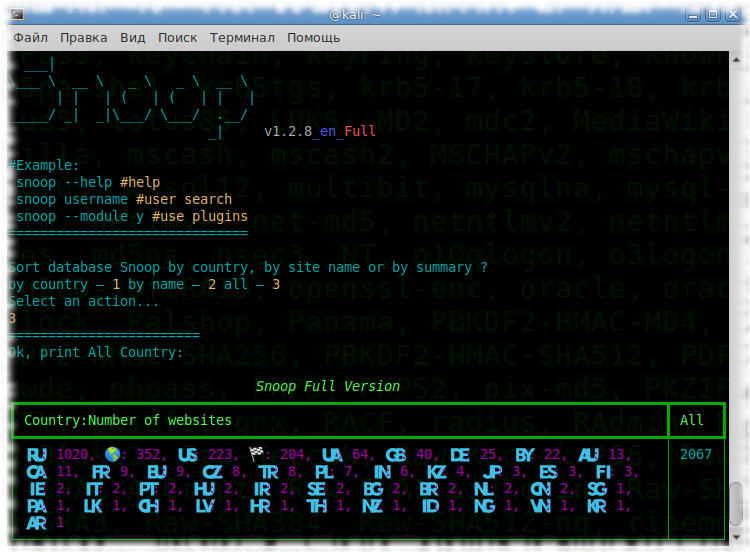 @kali: ~
Файл Правка Вид Поиск Терминал Помощь
v1.2.8_en_Full
#Example:
snoop --help #help
snoop username #user search
snoop --module y #use plugins
==============================
Sort database Snoop by country, by site name or by summary ?
by country — 1 by name — 2 all — 3
Select an action...
3
========================
Ok, print All Country:
Snoop Full Version
Country:Number of websites All
RU 1020, 🌎: 352, US 223, 🏁: 204, UA 64, GB 40, DE 25, BY 22, AU 13, 2067
CA 11, FR 9, EU 9, CZ 8, TR 8, PL: 7, IN 6, KZ 4, JP 3, ES 3, FI: 3,
IE 2, IT: 2, PT: 2, HU 2, IR 2, SE 2, BG 2, BR 2, NL: 2, CN 2, SG 1,
PA 1, LK 1, CH 1, LV 1, HR 1, TH 1, NZ 1, ID 1, NG 1, VN 1, KR 1,
AR 1